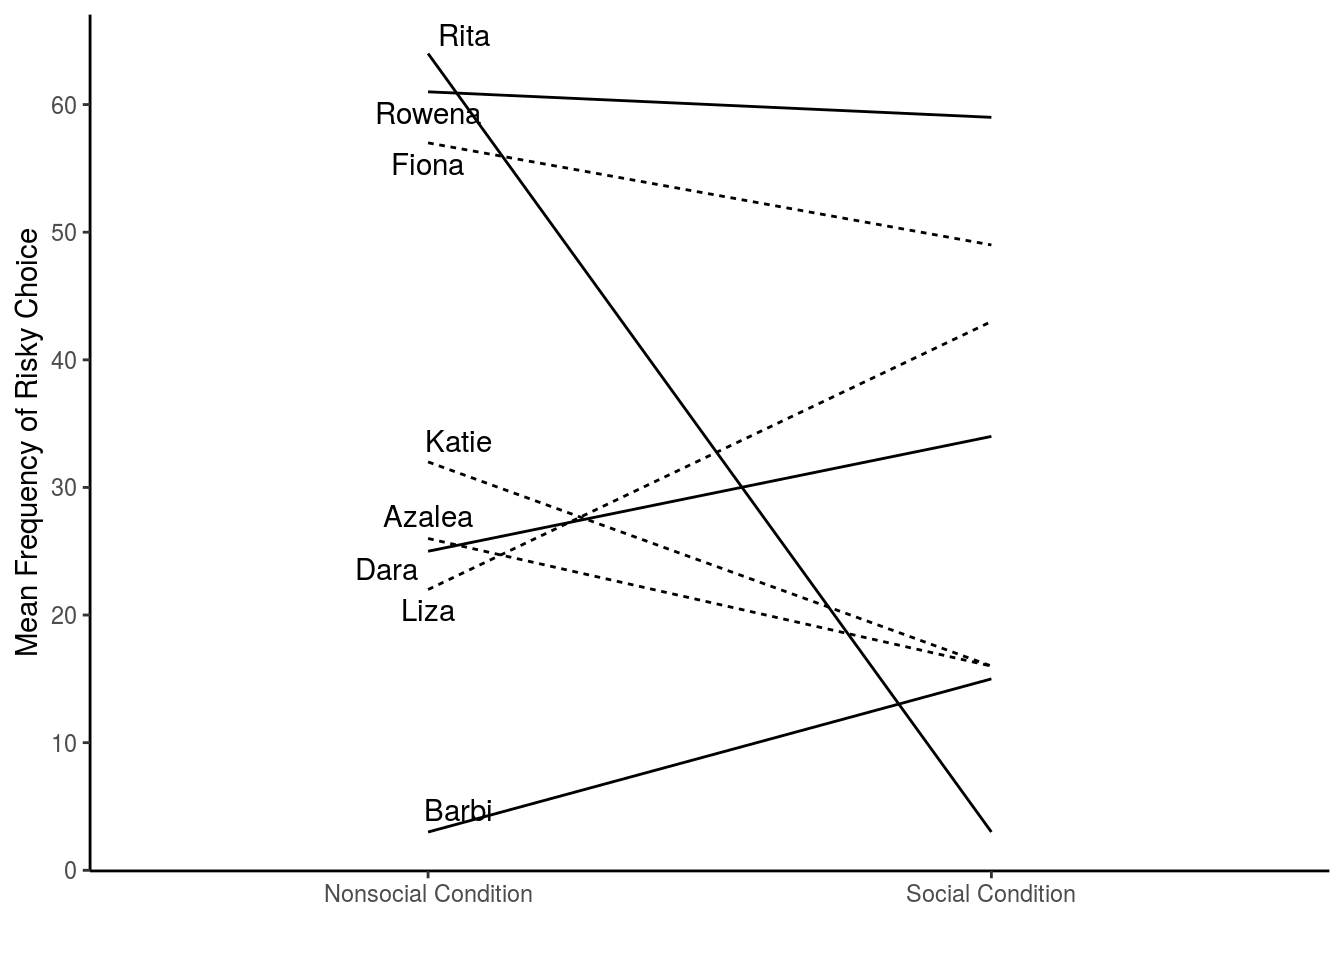 Rita
60
Rowena
Fiona
50
Mean Frequency of Risky Choice
40
Katie
30
Azalea
Dara
20
Liza
10
Barbi
0
Nonsocial Condition
Social Condition